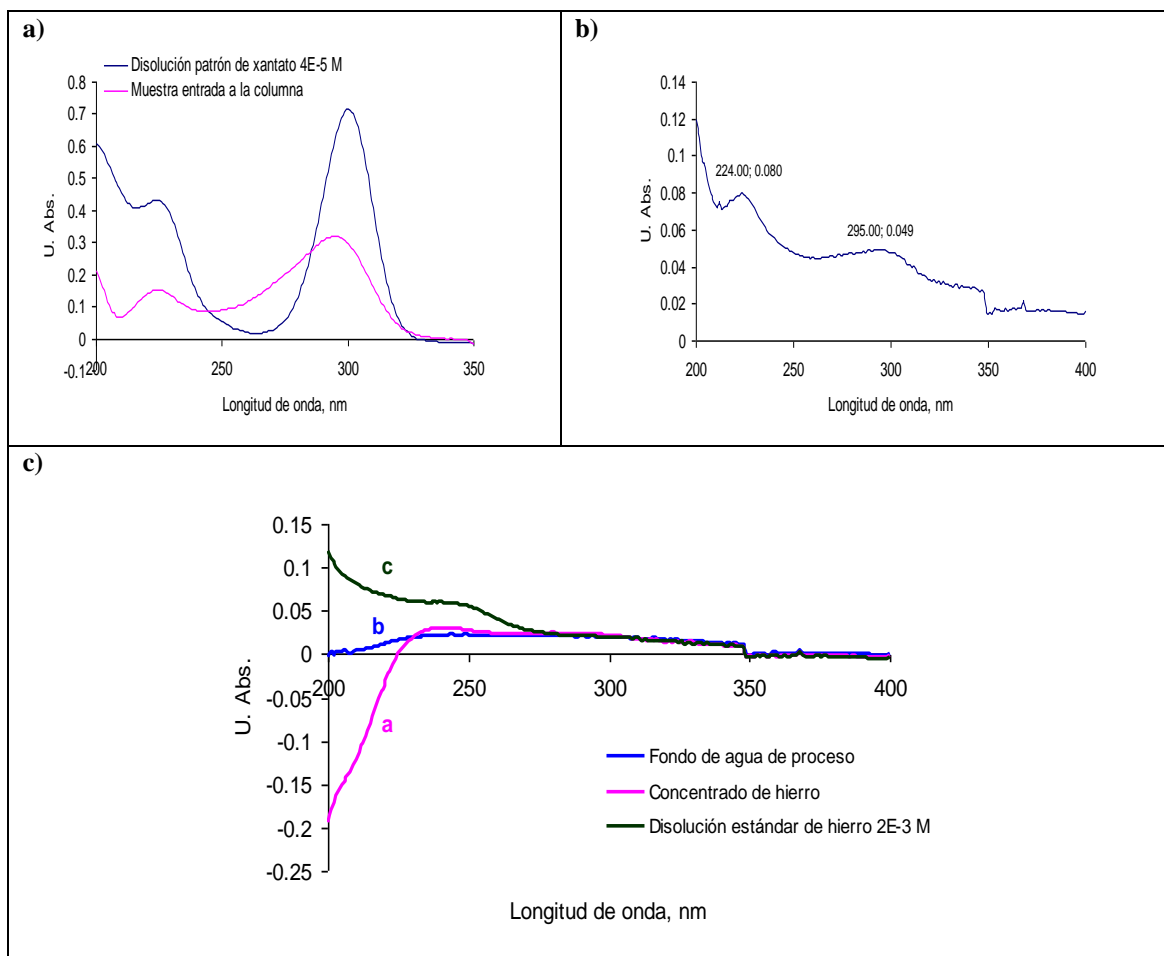 a)
Disolución patrón de xantato 4E-5 M
Muestra entrada a la columna
0.8
0.7
0.6
0.5
0.4
0.3
0.2
0.1
0
-0.1
200
250
300
350
U. Abs.
Longitud de onda, nm
b)
0.14
0.12
0.1
0.08
0.06
0.04
0.02
0
224.00; 0.080
295.00; 0.049
200
250
300
350
400
U. Abs.
Longitud de onda, nm
c)
0.15
0.1
0.05
0
-0.05
-0.1
-0.15
-0.2
-0.25
c
b
a
200
250
300
350
400
U. Abs.
Fondo de agua de proceso
Concentrado de hierro
Disolución estándar de hierro 2E-3 M
Longitud de onda, nm